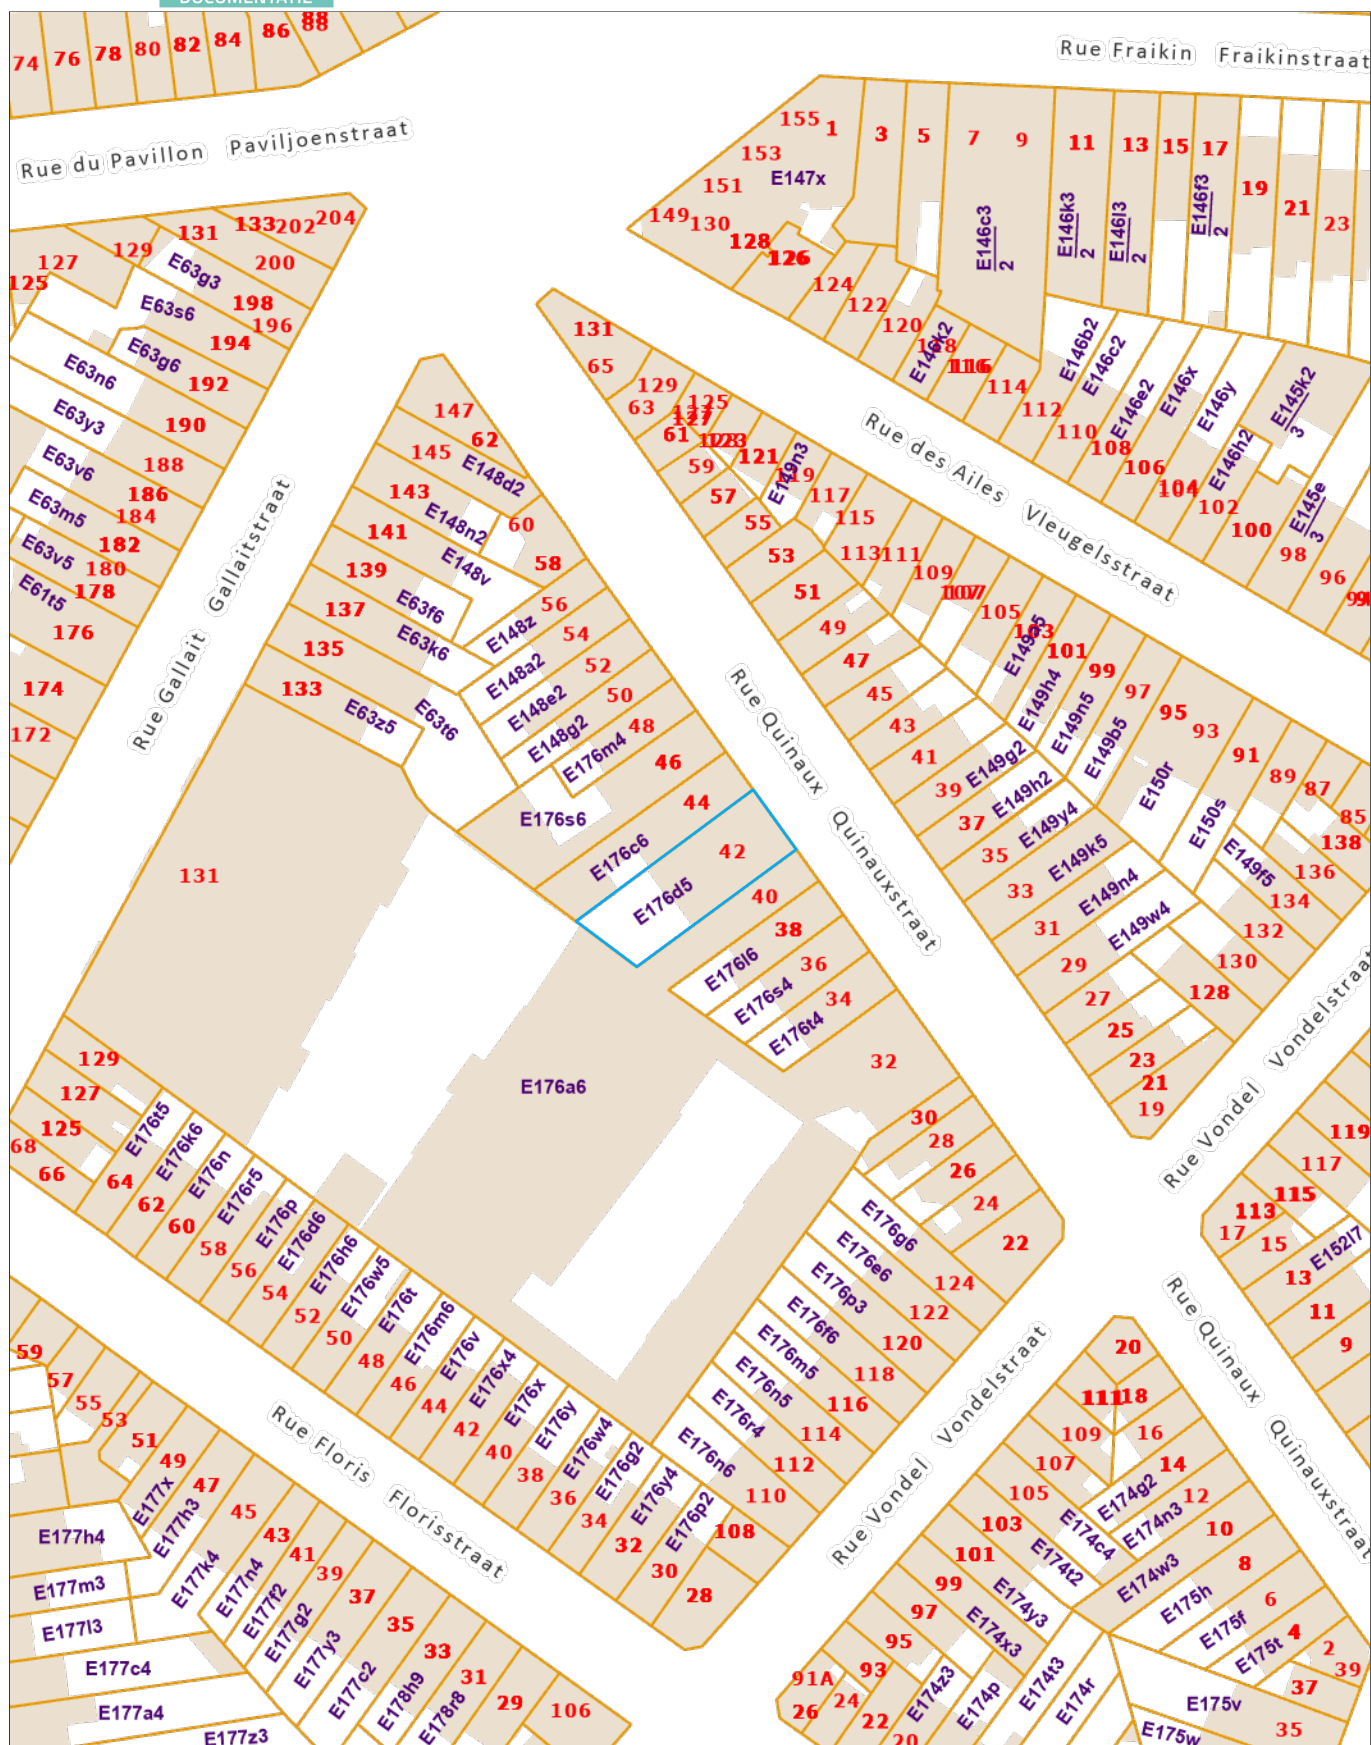 DOCUMENTATIE
74 76 78 80 82 84 86 88
Rue Fraikin Fraikinstraat
Rue du Pavillon Paviljoenstraat
155 1 3 5 7 9 11 13 15 17 19 21 23
153
151
149 130
E147x
128
126
124
122
120
118
116
114
112
110
108
106
104
102
100
98
96
E146c3
2
E146k3
2
E146l3
2
E146f3
2
E146k2
E146b2
E146c2
E146e2
E146x
E146y
E146h2
E145k2
3
E145e
3
127 129 131 133 202 204
125
200
198
196
194
192
190
188
186
184
182
180
178
176
174
172
E63g3
E63s6
E63g6
E63n6
E63y3
E63v6
E63m5
E63v5
E61t5
Rue Gallait Gallaitstraat
147
62
145
E148d2
143
E148n2
60
141
E148v
58
139
E63f6
56
137
E63k6
E148z
54
135
E148a2
52
133
E63z5
E63t6
E148e2
50
E148g2
48
E176m4
46
E176s6
44
E176c6
42
E176d5
40
38
E176l6
36
E176s4
34
E176t4
32
131
E176a6
30
28
26
24
22
Rue des Ailes Vleugelsstraat
Rue Quinaux Quinauxstraat
131
65
129
63
125
127
61
123
59
121
57
119
E149n3
55
117
53
115
51
113 111
109
107
105
103
101
99
97
95
93
91
89
87
85
49
47
45
43
41
39
37
35
33
31
29
27
25
23
21
19
E149a5
E149h4
E149n5
E149b5
E149g2
E149h2
E149y4
E149k5
E149n4
E149w4
E150r
E150s
E149f5
138
136
134
132
130
128
Rue Vondel Vondelstraat
129
127
125
68
66
64
62
60
58
56
54
52
50
48
46
44
42
40
38
36
34
32
30
28
E176t5
E176k6
E176n
E176r5
E176p
E176d6
E176h6
E176w5
E176t
E176m6
E176v
E176x4
E176x
E176y
E176w4
E176g2
E176y4
E176p2
E176g6
E176e6
E176p3
E176f6
E176m5
E176n5
E176r4
E176n6
124
122
120
118
116
114
112
110
108
Rue Floris Florisstraat
Rue Vondel Vondelstraat
Rue Quinaux Quinauxstraat
119
117
115
113
17
15
E152l7
13
11
9
59
57
55
53
51
49
47
45
43
41
39
37
35
33
31
29
106
E177x
E177h3
E177h4
E177k4
E177n4
E177f2
E177g2
E177y3
E177c2
E178h9
E178r8
E177m3
E177l3
E177c4
E177a4
E177z3
20
111 18
109
16
107
14
105
E174g2
12
103
E174c4
E174n3
10
101
E174t2
8
99
E174y3
E174w3
6
97
E174x3
E175h
4
95
E175f
2
93
E174z3
E174t3
E175t
39
91A
24
E174p
E174r
37
26
22
20
E175v
35
E175w